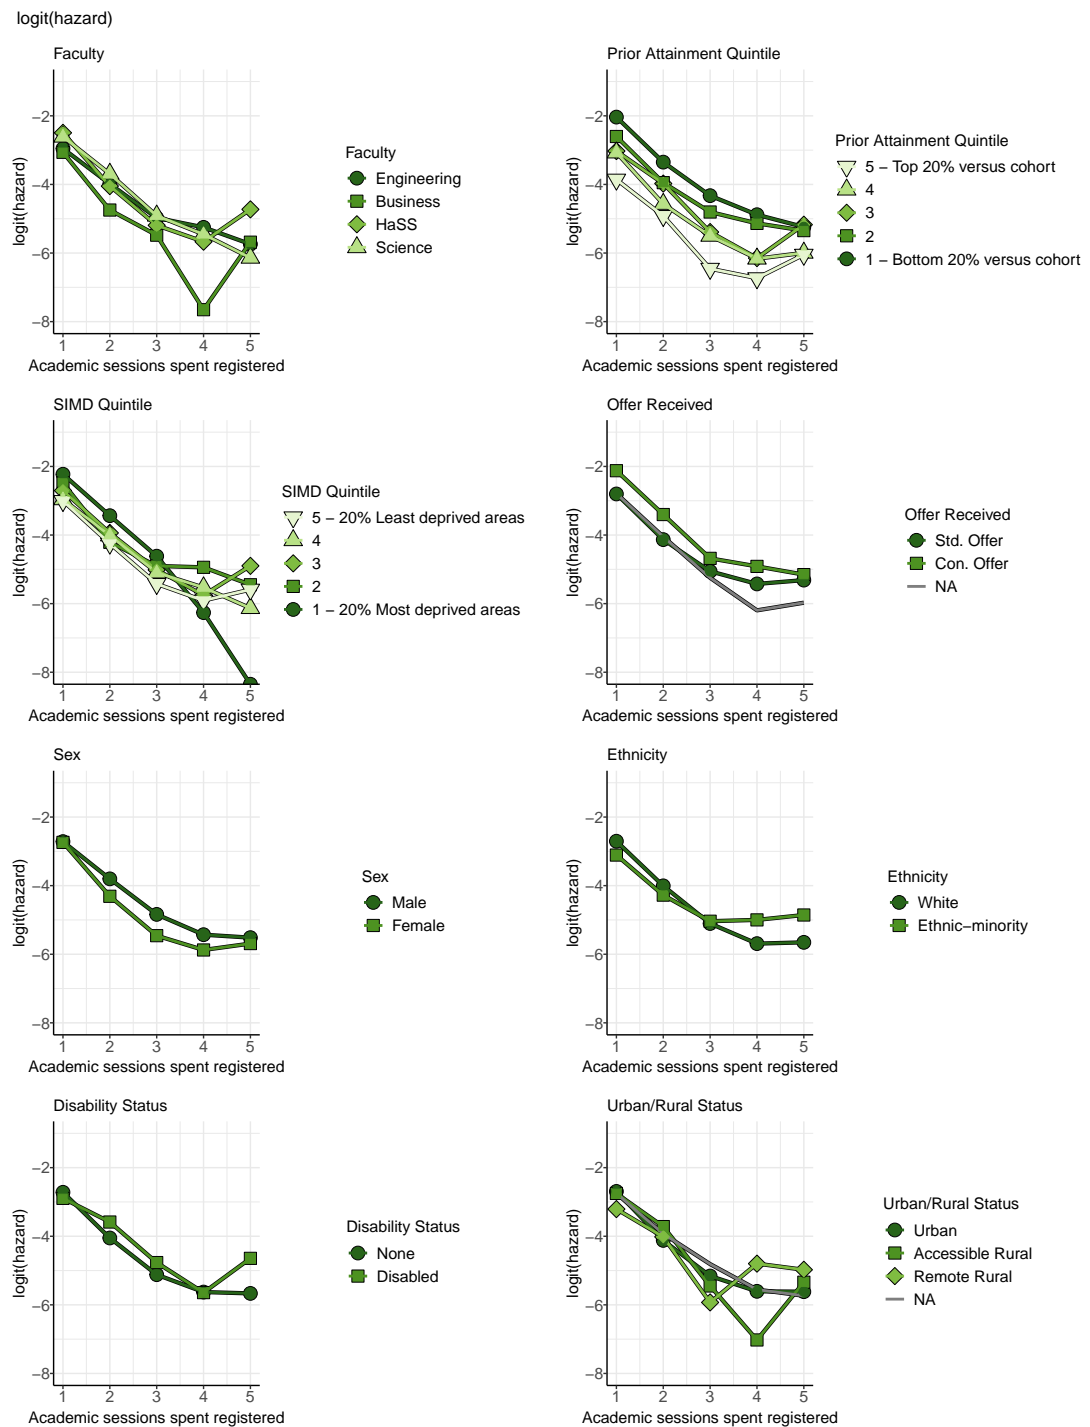 logit(hazard)
Faculty
logit(hazard)
−2
−4
−6
−8
1 2 3 4 5
Academic sessions spent registered
Faculty
Engineering
Business
HaSS
Science
Prior Attainment Quintile
logit(hazard)
−2
−4
−6
−8
1 2 3 4 5
Academic sessions spent registered
Prior Attainment Quintile
5 − Top 20% versus cohort
4
3
2
1 − Bottom 20% versus cohort
SIMD Quintile
logit(hazard)
−2
−4
−6
−8
1 2 3 4 5
Academic sessions spent registered
SIMD Quintile
5 − 20% Least deprived areas
4
3
2
1 − 20% Most deprived areas
Offer Received
logit(hazard)
−2
−4
−6
−8
1 2 3 4 5
Academic sessions spent registered
Offer Received
Std. Offer
Con. Offer
NA
Sex
logit(hazard)
−2
−4
−6
−8
1 2 3 4 5
Academic sessions spent registered
Sex
Male
Female
Ethnicity
logit(hazard)
−2
−4
−6
−8
1 2 3 4 5
Academic sessions spent registered
Ethnicity
White
Ethnic−minority
Disability Status
logit(hazard)
−2
−4
−6
−8
1 2 3 4 5
Academic sessions spent registered
Disability Status
None
Disabled
Urban/Rural Status
logit(hazard)
−2
−4
−6
−8
1 2 3 4 5
Academic sessions spent registered
Urban/Rural Status
Urban
Accessible Rural
Remote Rural
NA